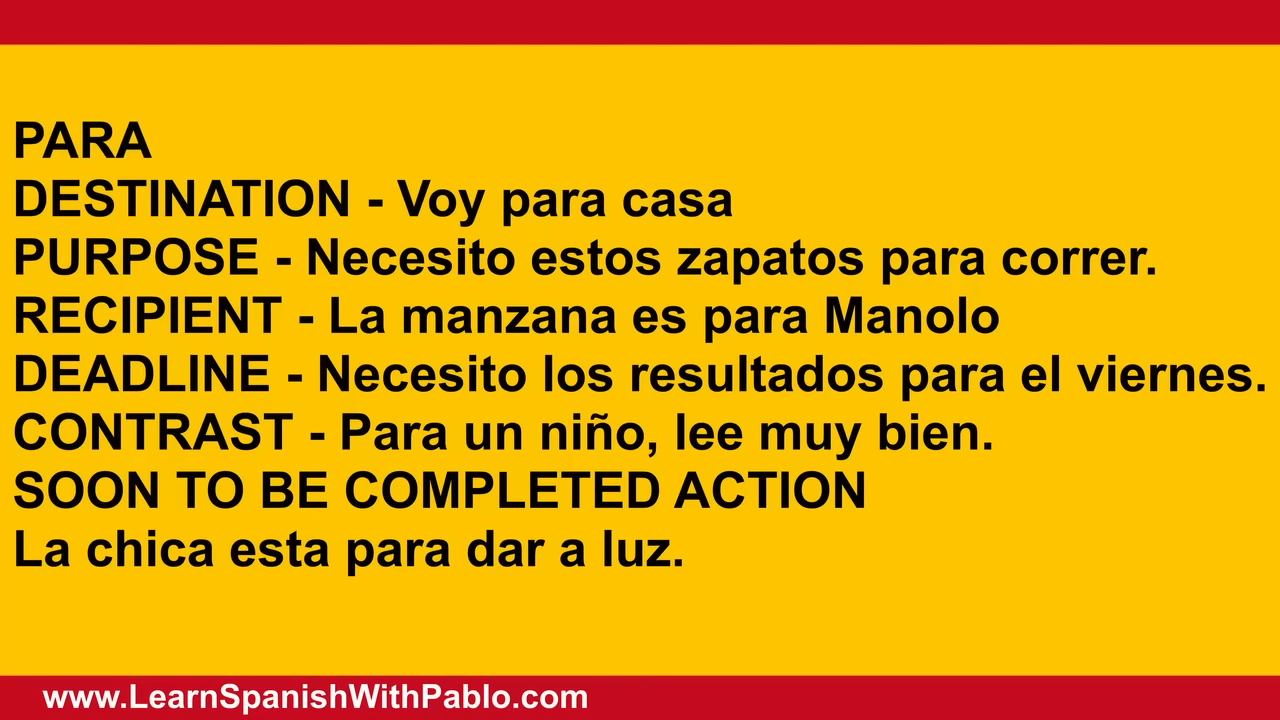 PARA
DESTINATION - Voy para casa
PURPOSE - Necesito estos zapatos para correr.
RECIPIENT - La manzana es para Manolo
DEADLINE - Necesito los resultados para el viernes.
CONTRAST - Para un niño, lee muy bien.
SOON TO BE COMPLETED ACTION
La chica esta para dar a luz.
www.LearnSpanishWithPablo.com